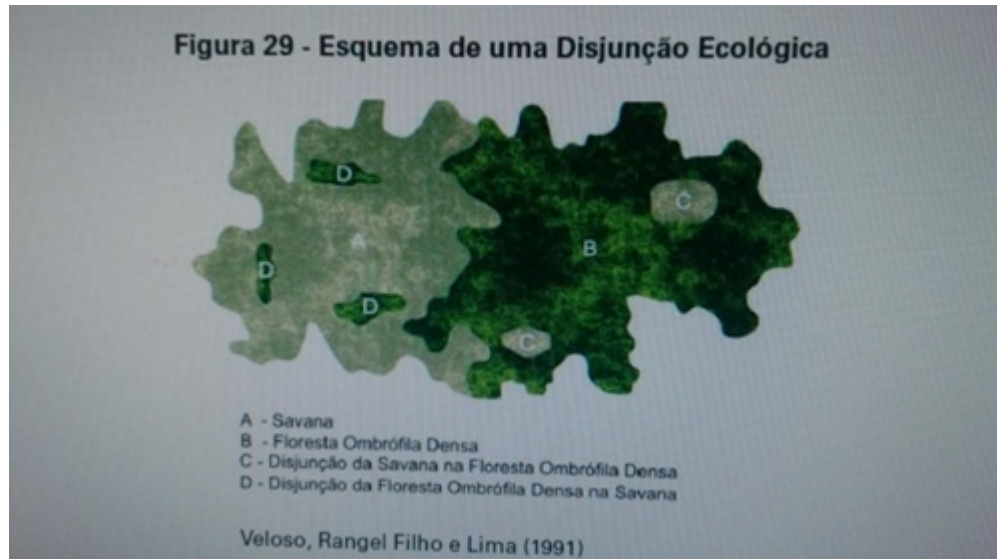 Figura 29 - Esquema de uma Disjunção Ecológica
D
C
A
B
D
D
C
A - Savana
B - Floresta Ombrófila Densa
C - Disjunção da Savana na Floresta Ombrófila Densa
D - Disjunção da Floresta Ombrófila Densa na Savana
Veloso, Rangel Filho e Lima (1991)